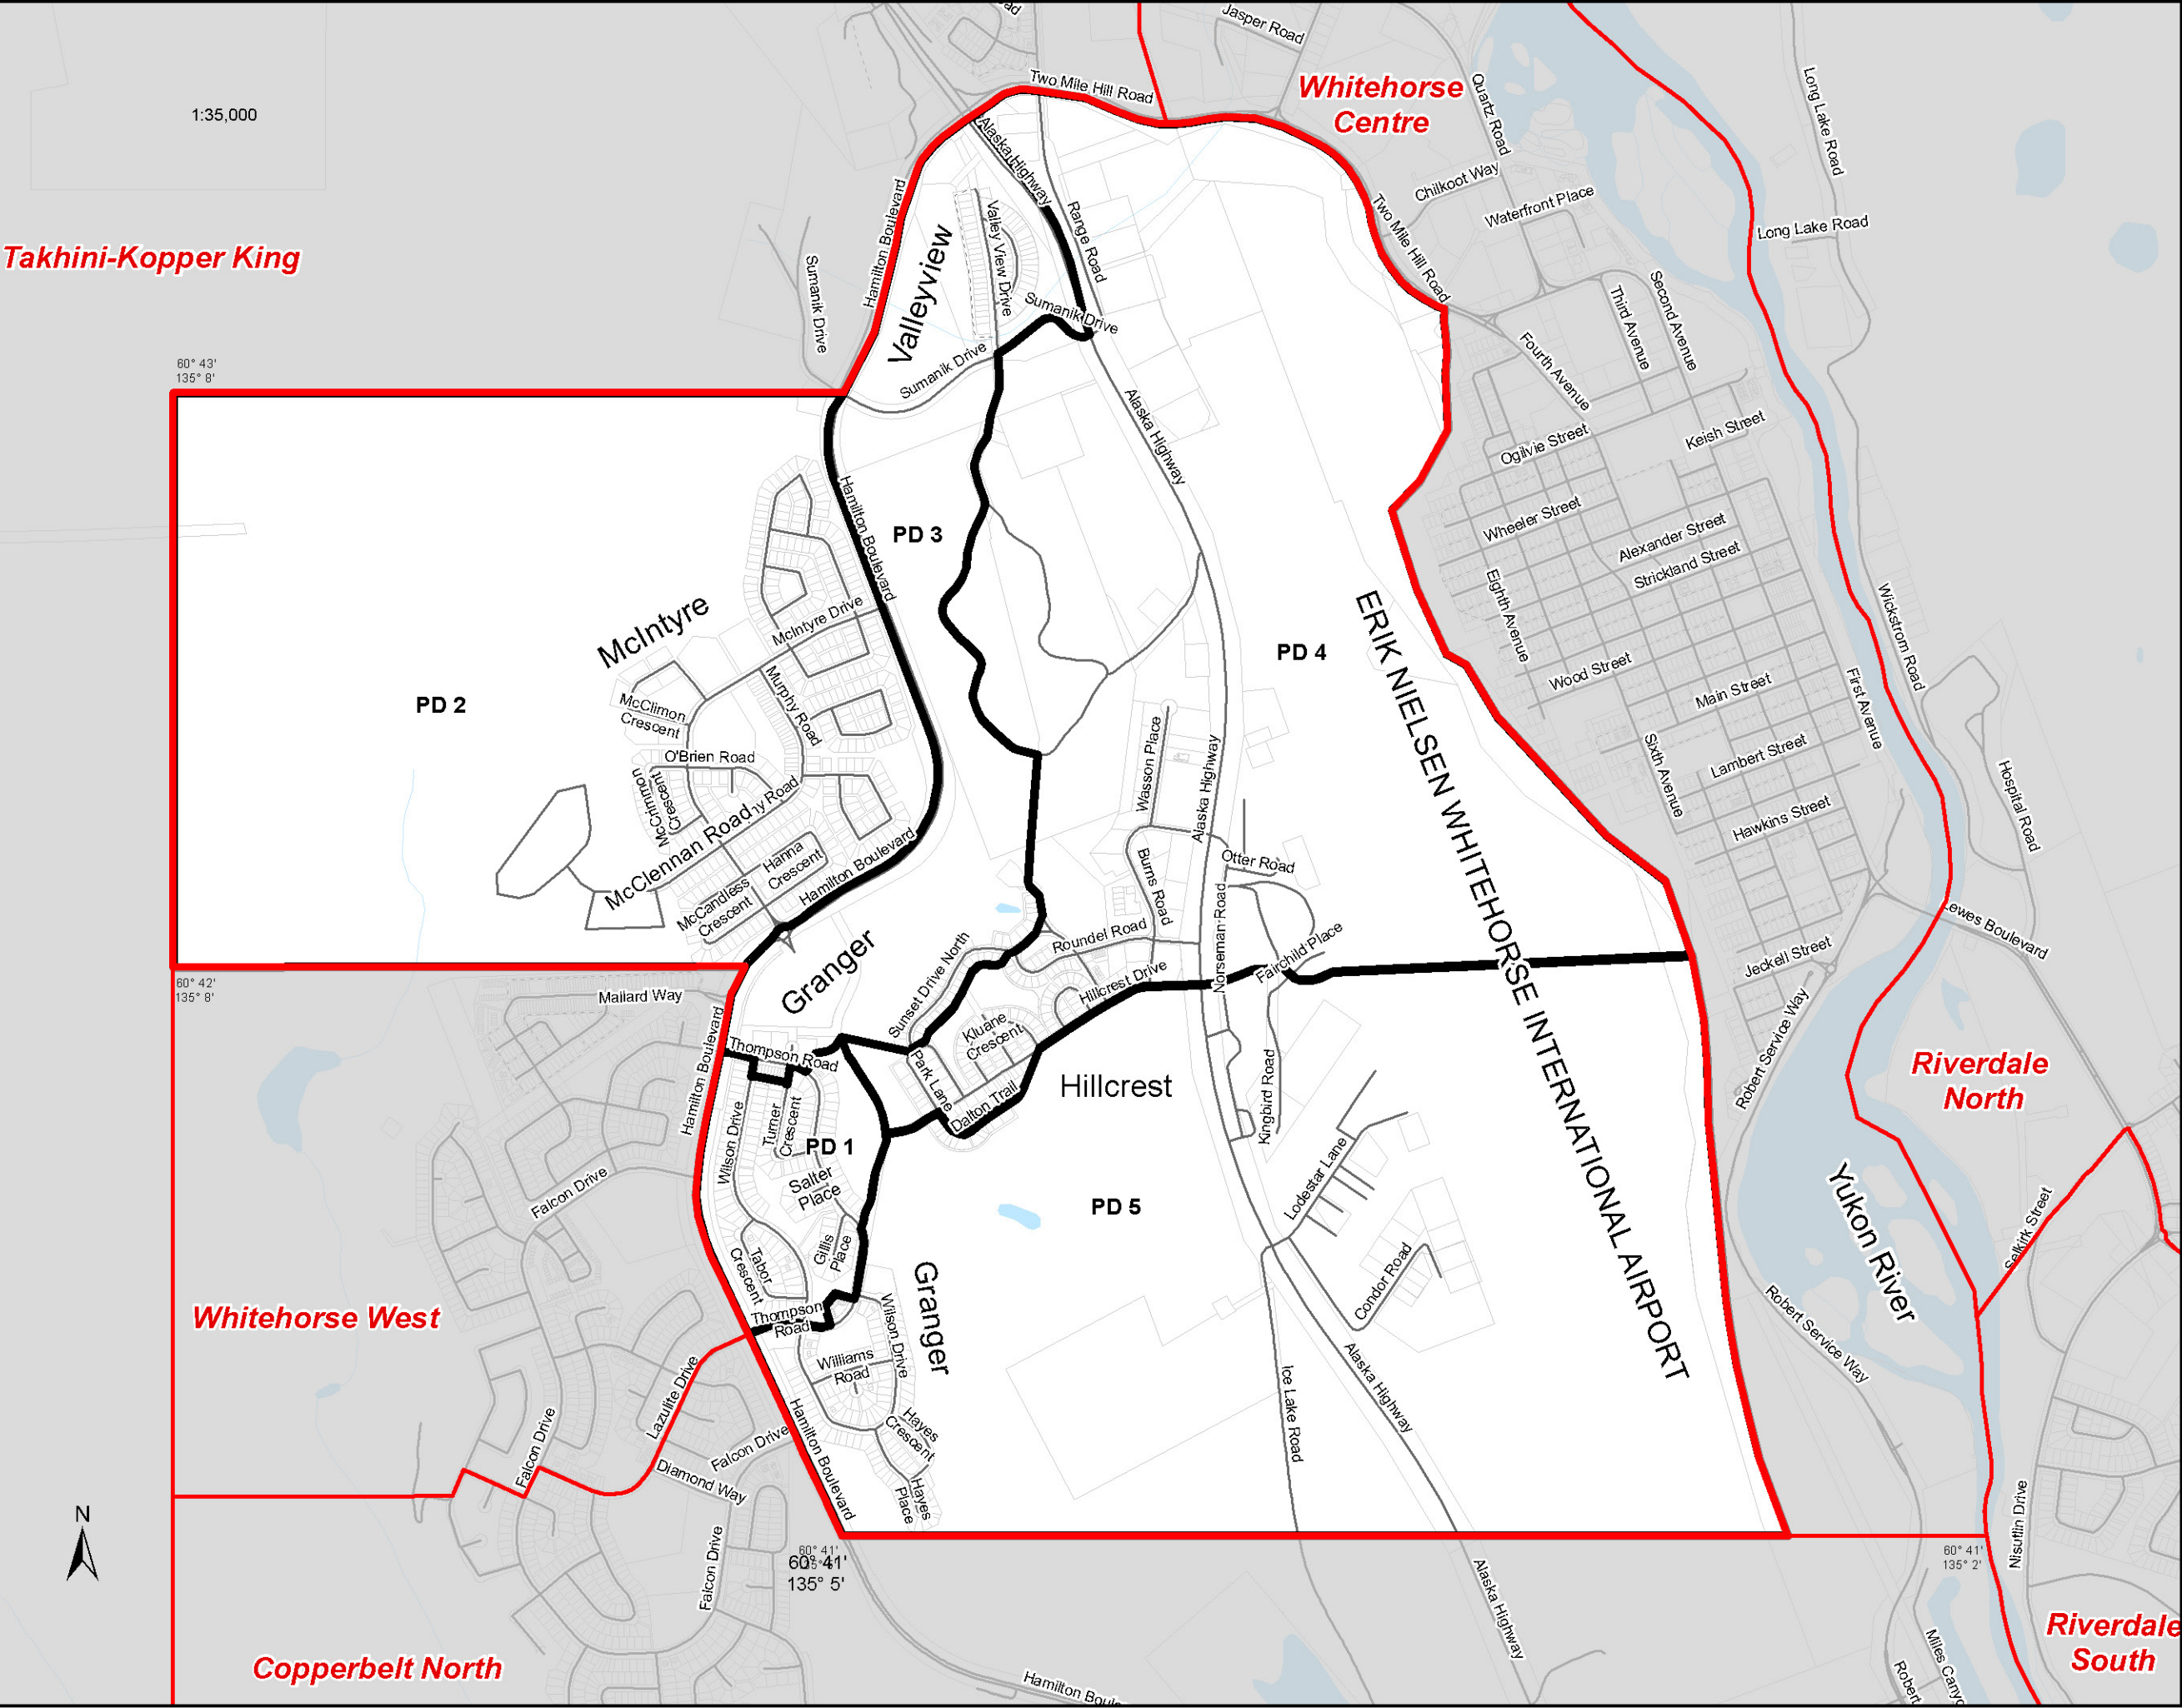 Jasper Road
Two Mile Hill Road
Whitehorse
Centre
1:35,000
Quartz Road
Long Lake Road
Alaska Highway
Chilkoot Way
Waterfront Place
Long Lake Road
Takhini-Kopper King
Sumanik Drive
Hamilton Boulevard
Valleyview
Valley View Drive
Range Road
Sumanik Drive
Two Mile Hill Road
Third Avenue
Second Avenue
Fourth Avenue
60° 43'
135° 8'
Sumanik Drive
Alaska Highway
Keish Street
Ogilvie Street
Hamilton Boulevard
PD 3
Wheeler Street
Alexander Street
Strickland Street
Eighth Avenue
Wickstrom Road
McIntyre
McIntyre Drive
PD 4
ERIK NIELSEN WHITEHORSE INTERNATIONAL AIRPORT
Wood Street
Main Street
First Avenue
PD 2
McClimon
Crescent
Murphy Road
O'Brien Road
McCrimmon
Crescent
Wasson Place
Alaska Highway
Sixth Avenue
Lambert Street
Hospital Road
McClennan Road
Hanna
Crescent
Hamilton Boulevard
McCandless
Crescent
Burns Road
Otter Road
Hawkins Street
Norseman Road
Fairchild Place
Lewes Boulevard
Jeckell Street
Granger
Sunset Drive North
Roundel Road
Hillcrest Drive
60° 42'
135° 8'
Mallard Way
Hamilton Boulevard
Thompson Road
Kluane
Crescent
Park Lane
Dalton Trail
Hillcrest
Kingbird Road
Robert Service Way
Riverdale
North
Wilson Drive
Turner
Crescent
PD 1
Salter
Place
Falcon Drive
Lodestar Lane
PD 5
Yukon River
Selkirk Street
Gillis
Place
Tabor
Crescent
Condor Road
Granger
Whitehorse West
Thompson
Road
Wilson Drive
Williams
Road
Robert Service Way
Lazulite Drive
Alaska Highway
Ice Lake Road
Hamilton Boulevard
Hayes
Crescent
Falcon Drive
Falcon Drive
Diamond Way
Hayes
Place
Nisutlin Drive
N
Falcon Drive
60° 41'
60° 41'
135° 5'
60° 41'
135° 2'
Alaska Highway
Copperbelt North
Hamilton Boule
Riverdale
South
Miles Canyo
Robert